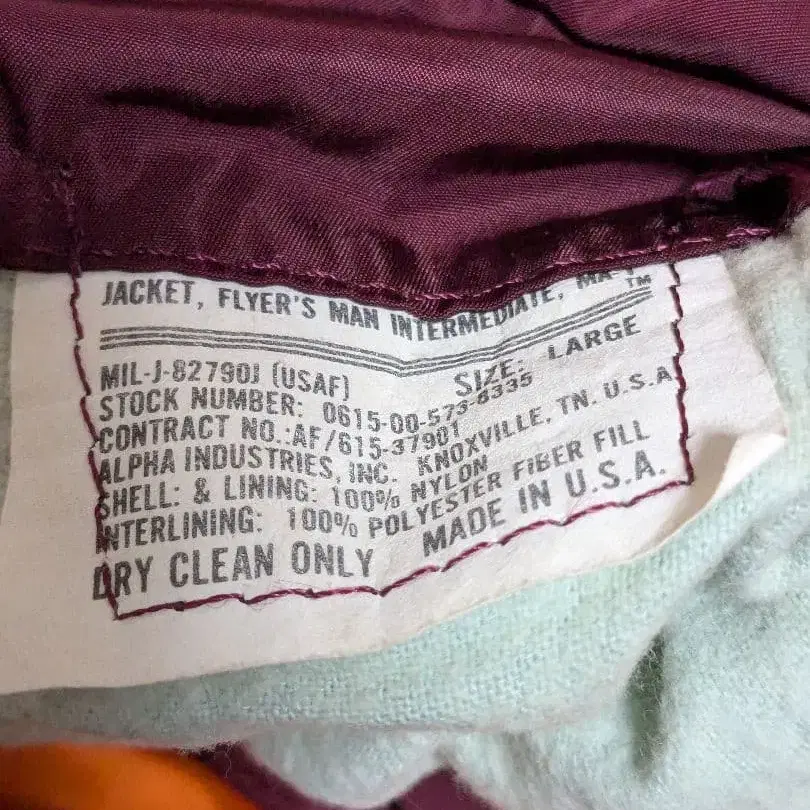 JACKET, FLYER'S MAN INTERMEDIATE, MA-1 ™
MIL-J-82790J (USAF) SIZE: LARGE
STOCK NUMBER: 0615-00-573-8335
CONTRACT NO.:AF/615-37901
ALPHA INDUSTRIES, INC. KNOXVILLE, TN. U.S.A
SHELL: & LINING: 100% NYLON
INTERLINING: 100% POLYESTER FIBER FILL
DRY CLEAN ONLY MADE IN U.S.A.